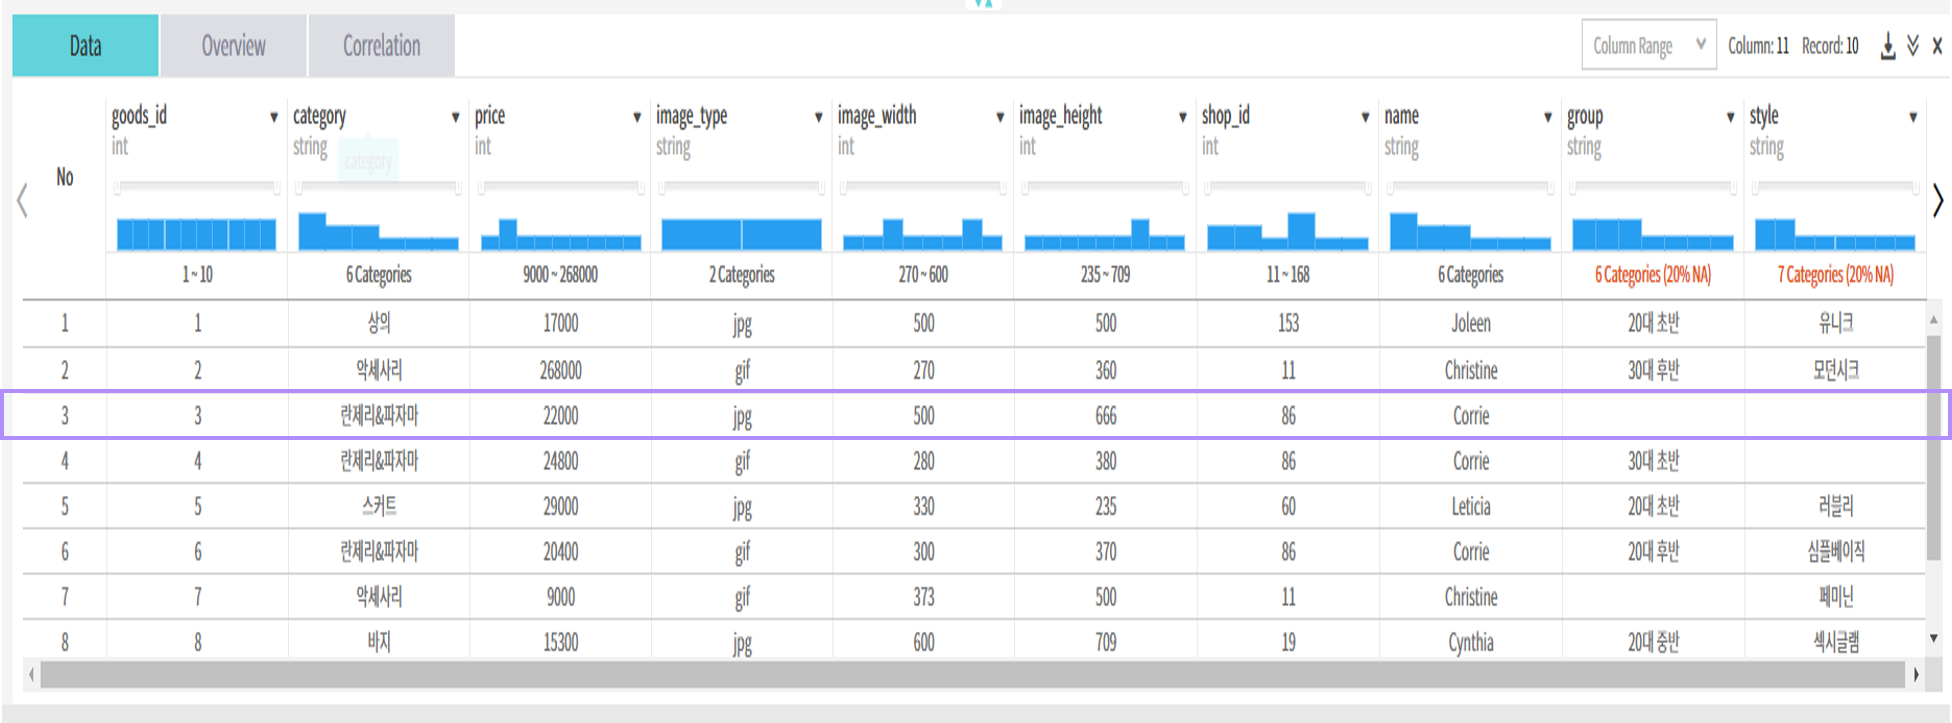 Data Overview Correlation Column Range Column: 11 Record: 10
No goods_id category price image_type image_width image_height shop_id name group style
int string int string int int int string string string
category
1 ~ 10 6 Categories 9000 ~ 268000 2 Categories 270 ~ 600 235 ~ 709 11 ~ 168 6 Categories 6 Categories (20% NA) 7 Categories (20% NA)
1 1 상의 17000 jpg 500 500 153 Joleen 20대 초반 유니크
2 2 악세사리 268000 gif 270 360 11 Christine 30대 후반 모던시크
3 3 란제리&파자마 22000 jpg 500 666 86 Corrie
4 4 란제리&파자마 24800 gif 280 380 86 Corrie 30대 초반
5 5 스커트 29000 jpg 330 235 60 Leticia 20대 초반 러블리
6 6 란제리&파자마 20400 gif 300 370 86 Corrie 20대 후반 심플베이직
7 7 악세사리 9000 gif 373 500 11 Christine 페미닌
8 8 바지 15300 jpg 600 709 19 Cynthia 20대 중반 섹시글램